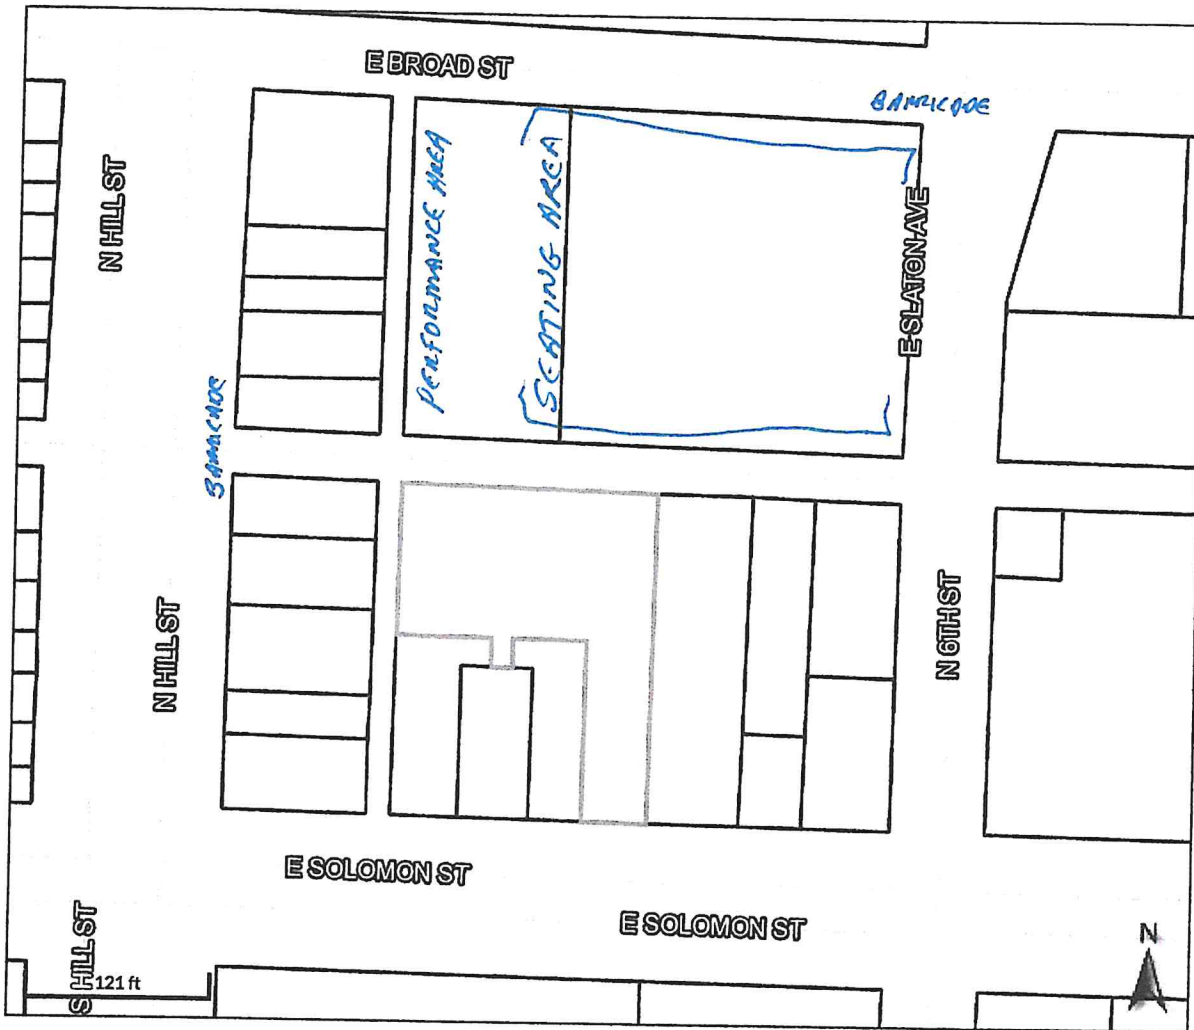 E BROAD ST
BARRICADE
N HILL ST
PERFORMANCE AREA
SEATING AREA
E SLATON AVE
BARRICADE
N HILL ST
N 6TH ST
E SOLOMON ST
E SOLOMON ST
S HILL ST
121 ft
N